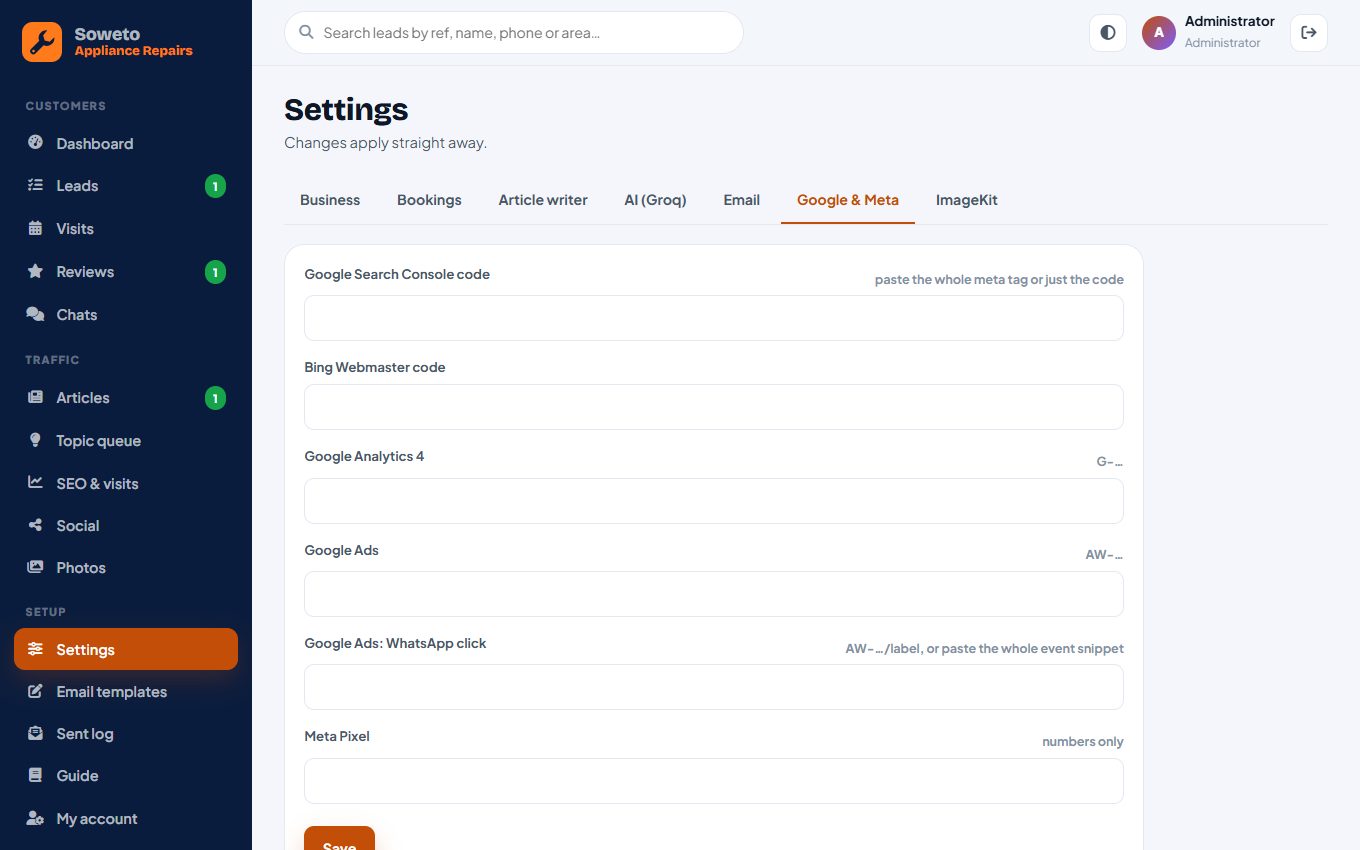 Soweto
Appliance Repairs
Search leads by ref, name, phone or area...
A
Administrator
Administrator
CUSTOMERS
Dashboard
Leads 1
Visits
Reviews 1
Chats
TRAFFIC
Articles 1
Topic queue
SEO & visits
Social
Photos
SETUP
Settings
Email templates
Sent log
Guide
My account
Settings
Changes apply straight away.
Business Bookings Article writer AI (Groq) Email Google & Meta ImageKit
Google Search Console code paste the whole meta tag or just the code
Bing Webmaster code
Google Analytics 4 G-...
Google Ads AW-...
Google Ads: WhatsApp click AW-.../label, or paste the whole event snippet
Meta Pixel numbers only
Save